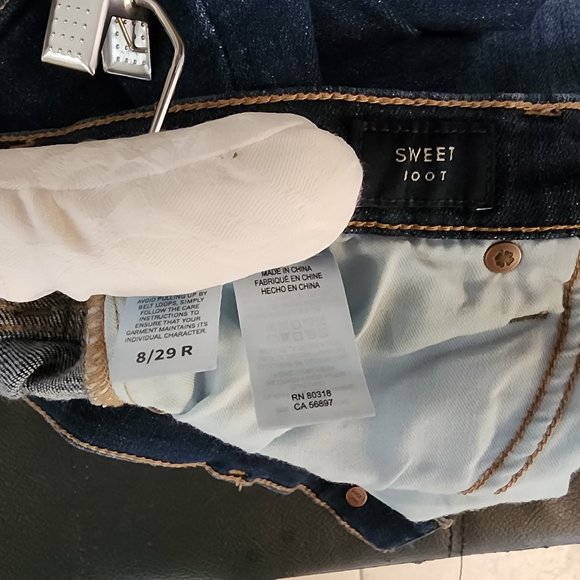 SWEET
IOOT
MADE IN CHINA
FABRIQUÉ EN CHINE
HECHO EN CHINA
RN 80318
CA 56897
AVOID PULLING UP BY
BELT LOOPS, SIMPLY
FOLLOW THE CARE
INSTRUCTIONS TO
ENSURE THAT YOUR
GARMENT MAINTAINS ITS
INDIVIDUAL CHARACTER.
8/29 R